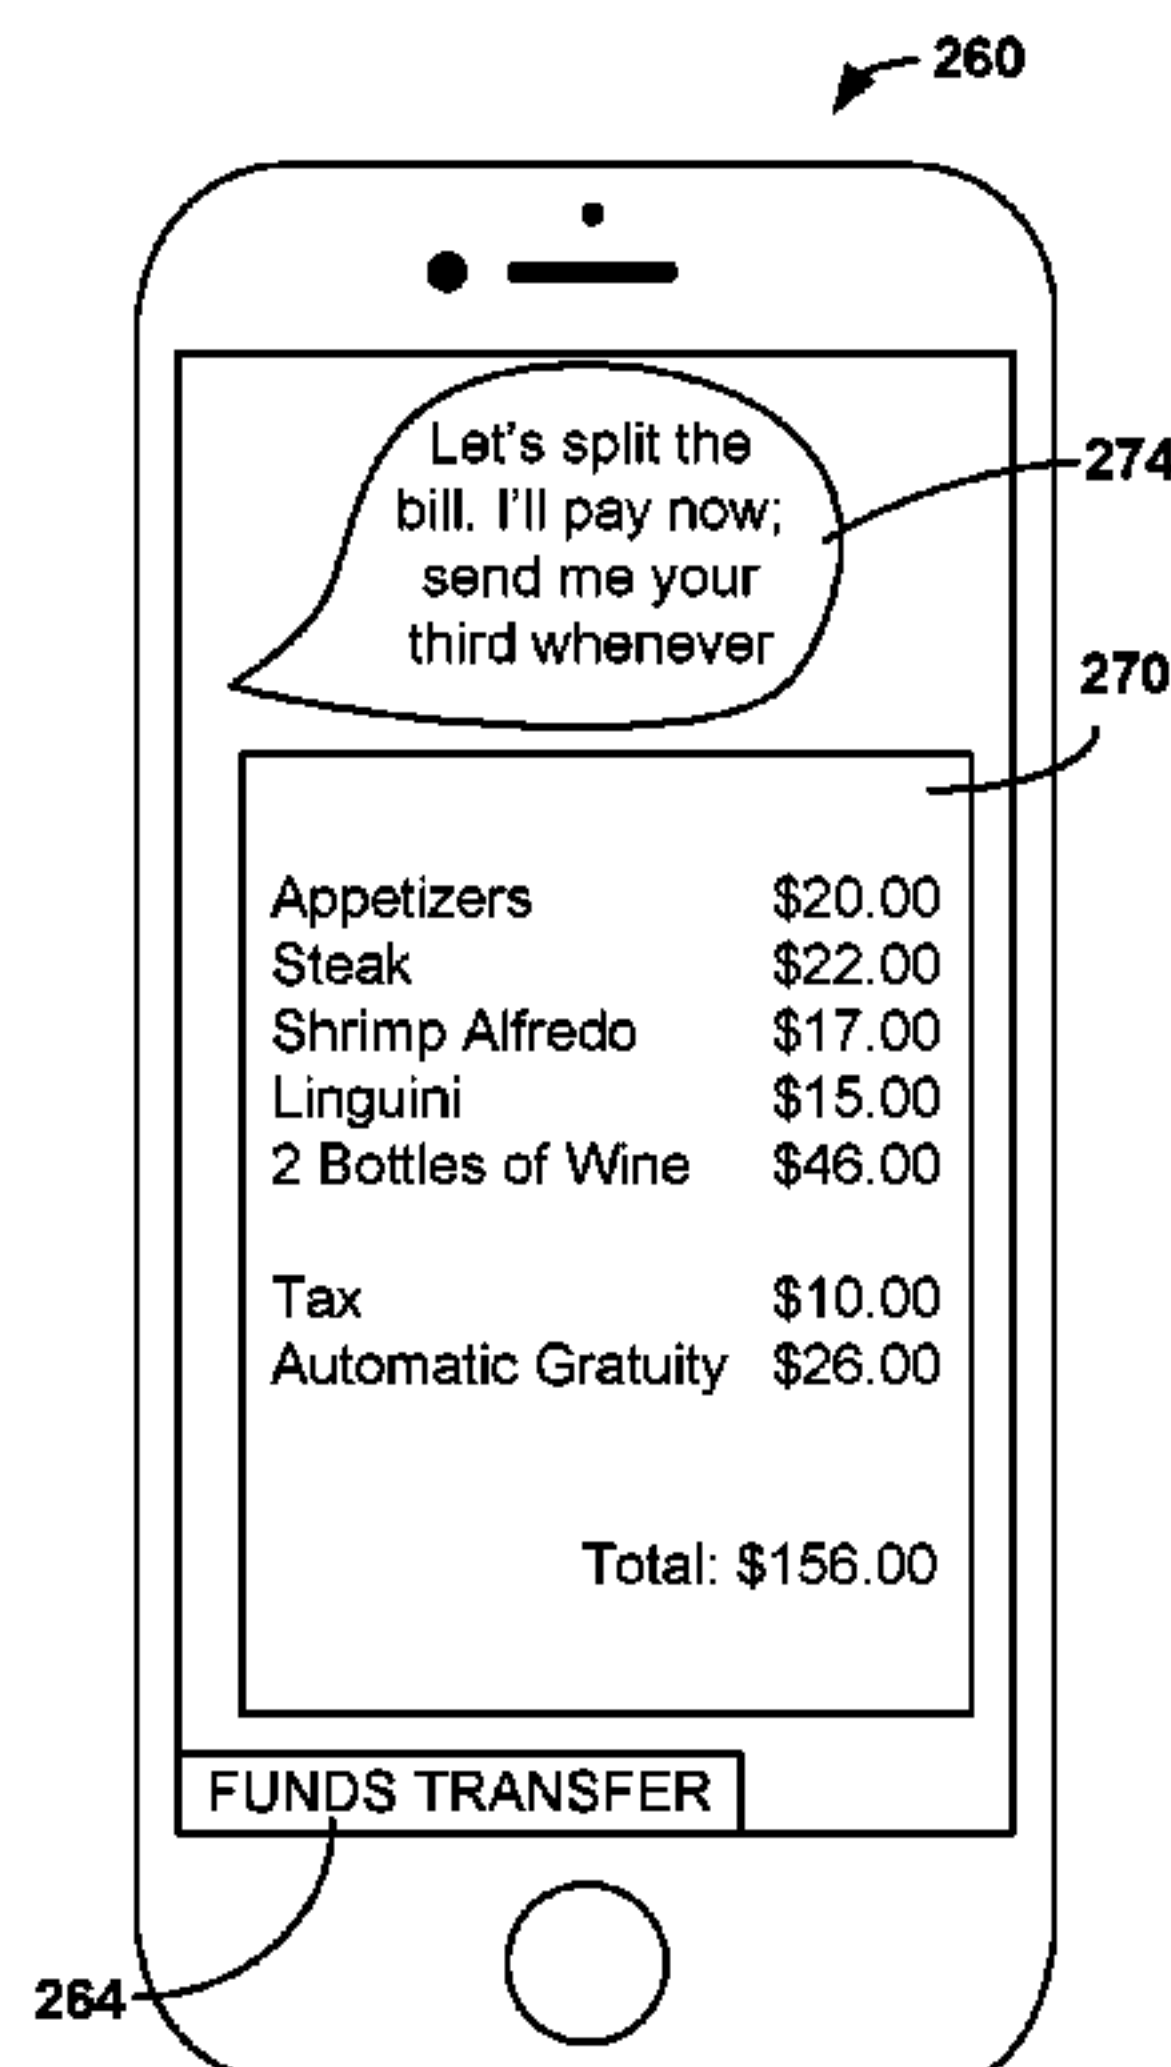 260
Let's split the
bill. I'll pay now;
send me your
third whenever
274
270
Appetizers $20.00
Steak $22.00
Shrimp Alfredo $17.00
Linguini $15.00
2 Bottles of Wine $46.00
Tax $10.00
Automatic Gratuity $26.00
Total: $156.00
FUNDS TRANSFER
264